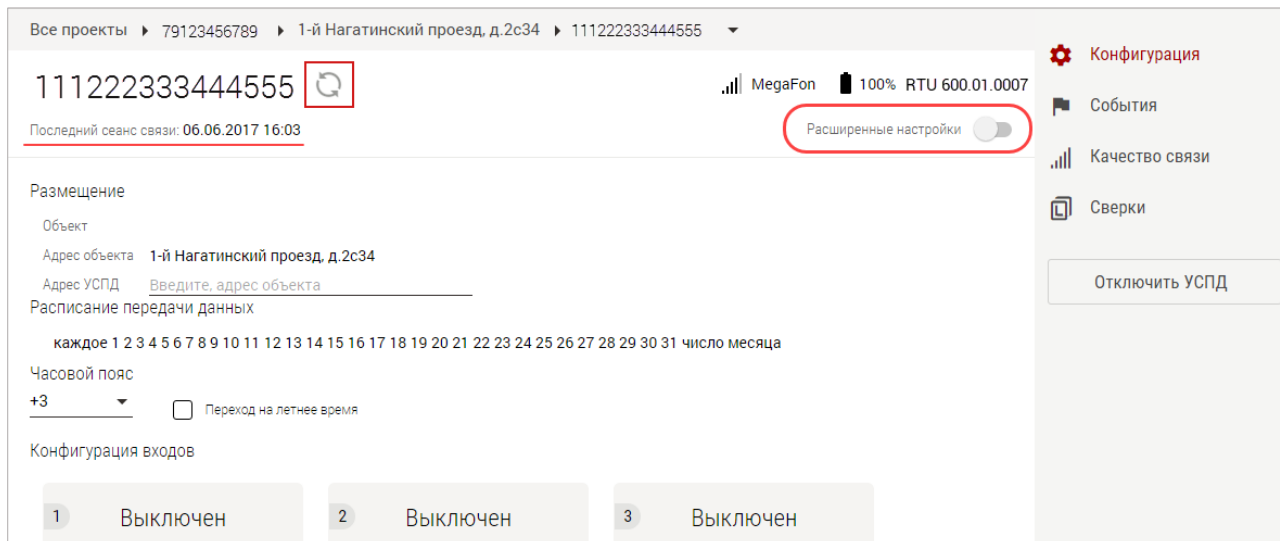 Все проекты 79123456789 1-й Нагатинский проезд, д.2с34 111222333444555
111222333444555
MegaFon 100% RTU 600.01.0007
Последний сеанс связи: 06.06.2017 16:03
Расширенные настройки
Размещение
Объект
Адрес объекта 1-й Нагатинский проезд, д.2с34
Адрес УСПД Введите, адрес объекта
Расписание передачи данных
каждое 1 2 3 4 5 6 7 8 9 10 11 12 13 14 15 16 17 18 19 20 21 22 23 24 25 26 27 28 29 30 31 число месяца
Часовой пояс
+3 Переход на летнее время
Конфигурация входов
1 Выключен 2 Выключен 3 Выключен
Конфигурация
События
Качество связи
Сверки
Отключить УСПД